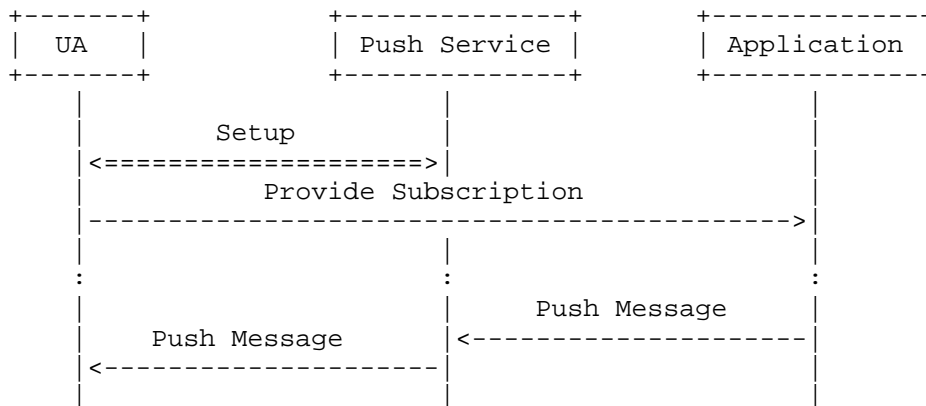 UA Push Service Application
Setup
Provide Subscription
Push Message
Push Message